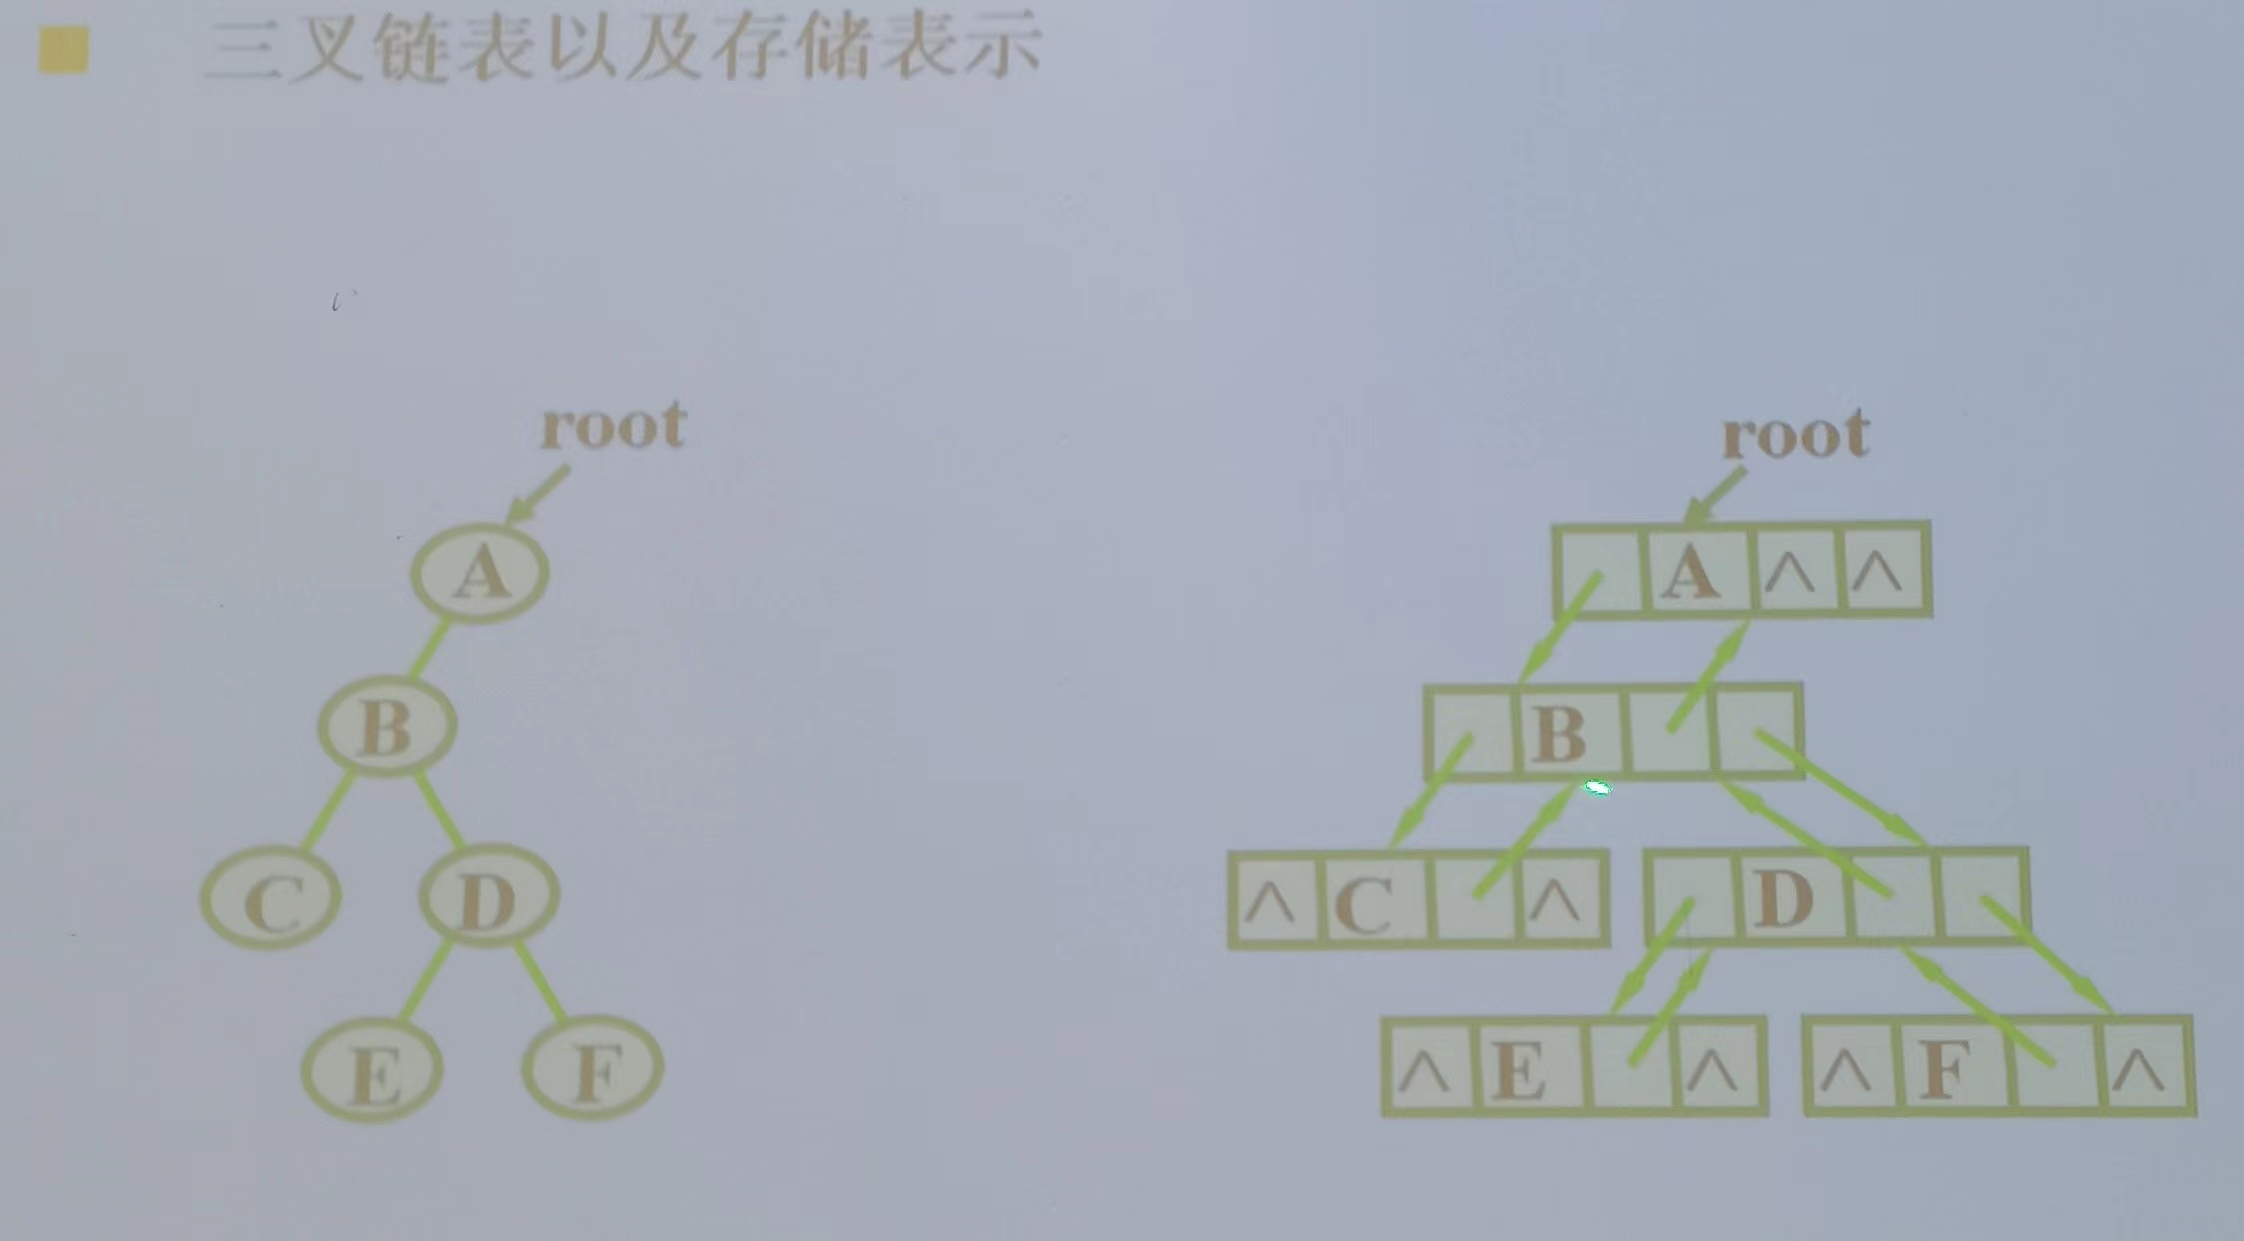 三叉链表以及存储表示
root
root
A
A ∧ ∧
B
B
C D
∧ C ∧ D
E F
∧ E ∧ ∧ F ∧